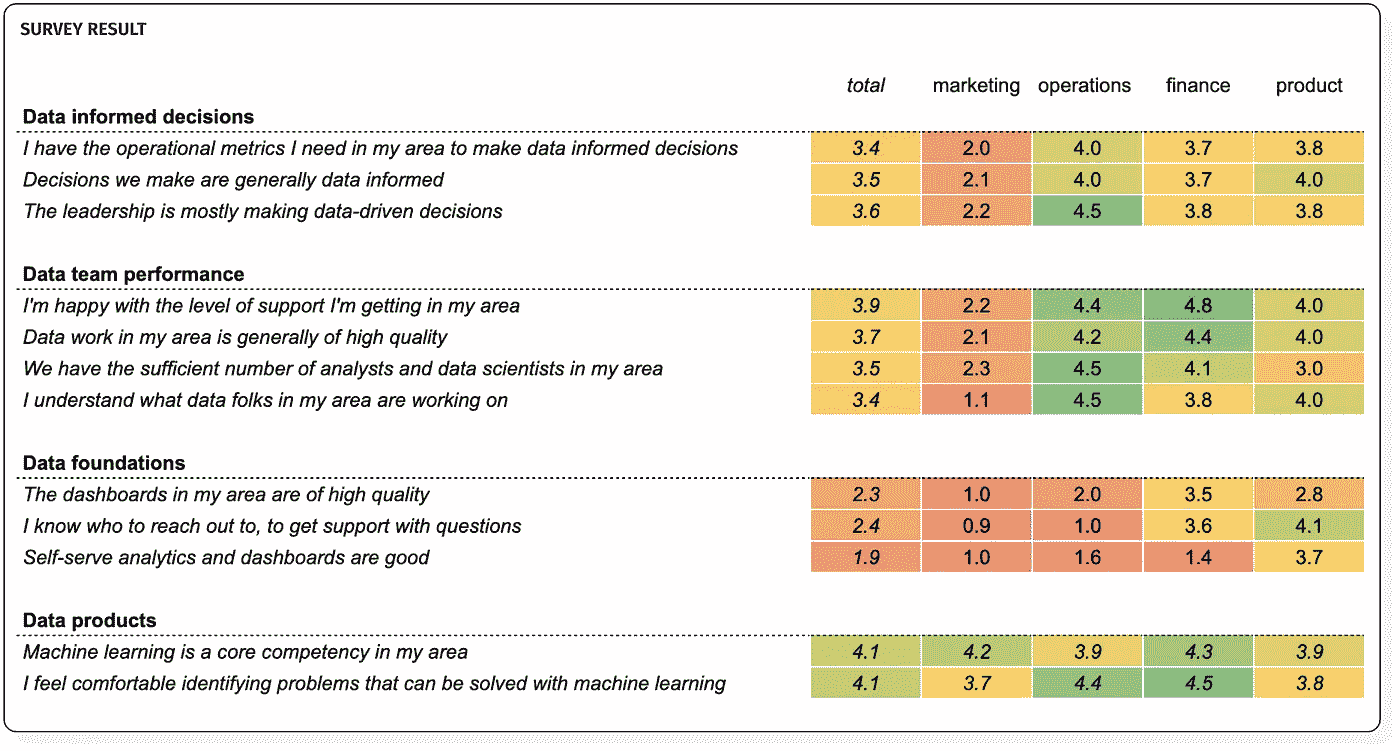 SURVEY RESULT
total marketing operations finance product
Data informed decisions
I have the operational metrics I need in my area to make data informed decisions 3.4 2.0 4.0 3.7 3.8
Decisions we make are generally data informed 3.5 2.1 4.0 3.7 4.0
The leadership is mostly making data-driven decisions 3.6 2.2 4.5 3.8 3.8
Data team performance
I'm happy with the level of support I'm getting in my area 3.9 2.2 4.4 4.8 4.0
Data work in my area is generally of high quality 3.7 2.1 4.2 4.4 4.0
We have the sufficient number of analysts and data scientists in my area 3.5 2.3 4.5 4.1 3.0
I understand what data folks in my area are working on 3.4 1.1 4.5 3.8 4.0
Data foundations
The dashboards in my area are of high quality 2.3 1.0 2.0 3.5 2.8
I know who to reach out to, to get support with questions 2.4 0.9 1.0 3.6 4.1
Self-serve analytics and dashboards are good 1.9 1.0 1.6 1.4 3.7
Data products
Machine learning is a core competency in my area 4.1 4.2 3.9 4.3 3.9
I feel comfortable identifying problems that can be solved with machine learning 4.1 3.7 4.4 4.5 3.8